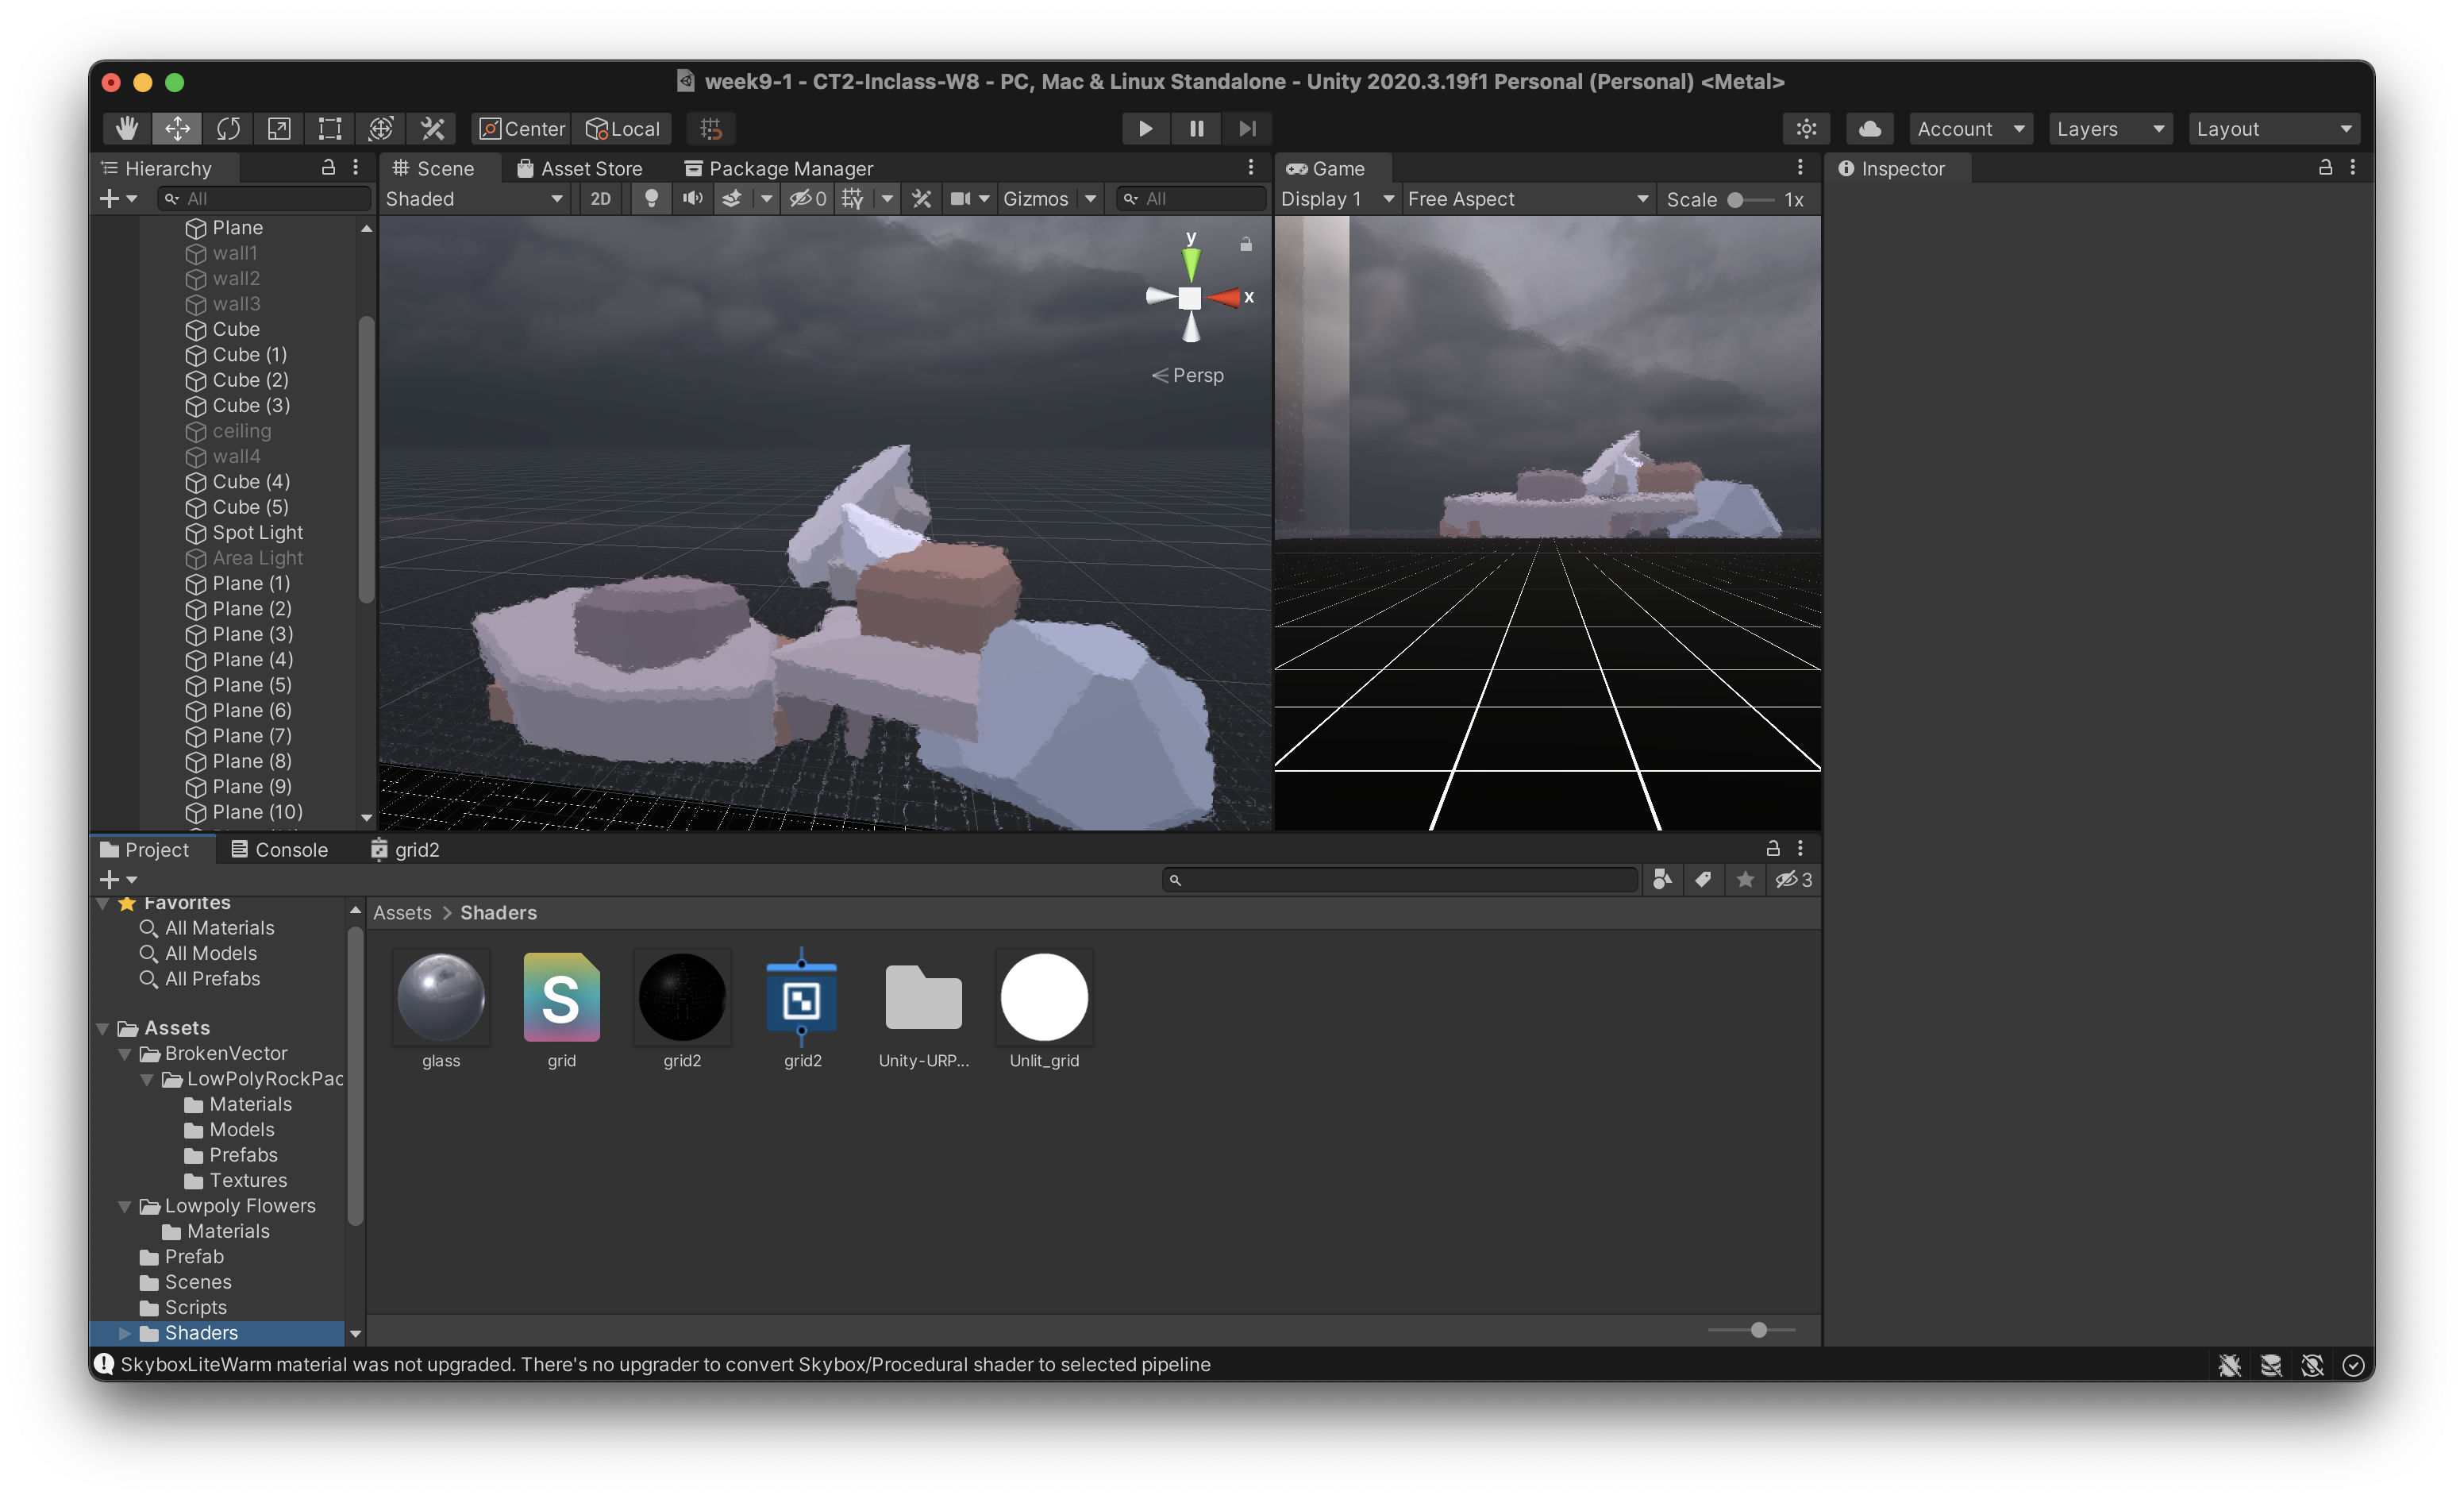 week9-1 - CT2-Inclass-W8 - PC, Mac & Linux Standalone - Unity 2020.3.19f1 Personal (Personal) <Metal>
Center Local
Account Layers Layout
Hierarchy
All
Plane
wall1
wall2
wall3
Cube
Cube (1)
Cube (2)
Cube (3)
ceiling
wall4
Cube (4)
Cube (5)
Spot Light
Area Light
Plane (1)
Plane (2)
Plane (3)
Plane (4)
Plane (5)
Plane (6)
Plane (7)
Plane (8)
Plane (9)
Plane (10)
Scene Asset Store Package Manager
Shaded 2D 0 Gizmos All
y
x
Persp
Game
Display 1 Free Aspect Scale 1x
Inspector
Project Console grid2
3
Favorites
All Materials
All Models
All Prefabs
Assets
BrokenVector
LowPolyRockPac
Materials
Models
Prefabs
Textures
Lowpoly Flowers
Materials
Prefab
Scenes
Scripts
Shaders
Assets > Shaders
S
glass grid grid2 grid2 Unity-URP... Unlit_grid
SkyboxLiteWarm material was not upgraded. There's no upgrader to convert Skybox/Procedural shader to selected pipeline